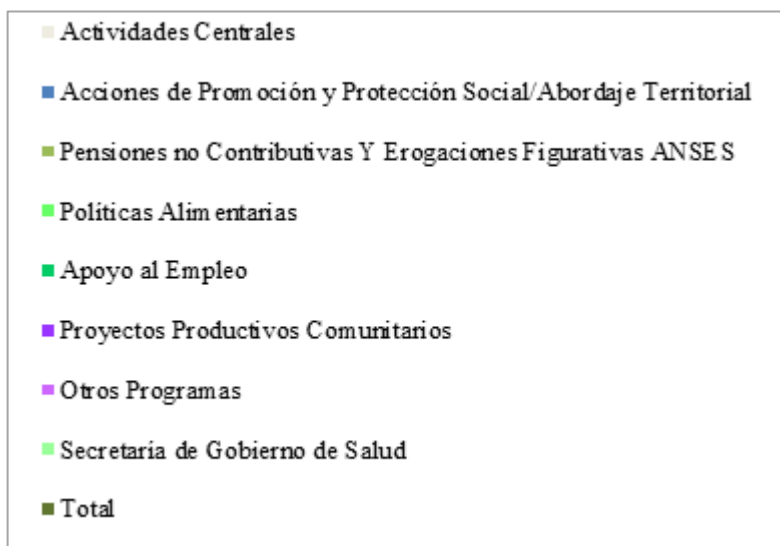 Actividades Centrales
Acciones de Promoción y Protección Social/Abordaje Territorial
Pensiones no Contributivas Y Erogaciones Figurativas ANSES
Políticas Alimentarias
Apoyo al Empleo
Proyectos Productivos Comunitarios
Otros Programas
Secretaría de Gobierno de Salud
Total